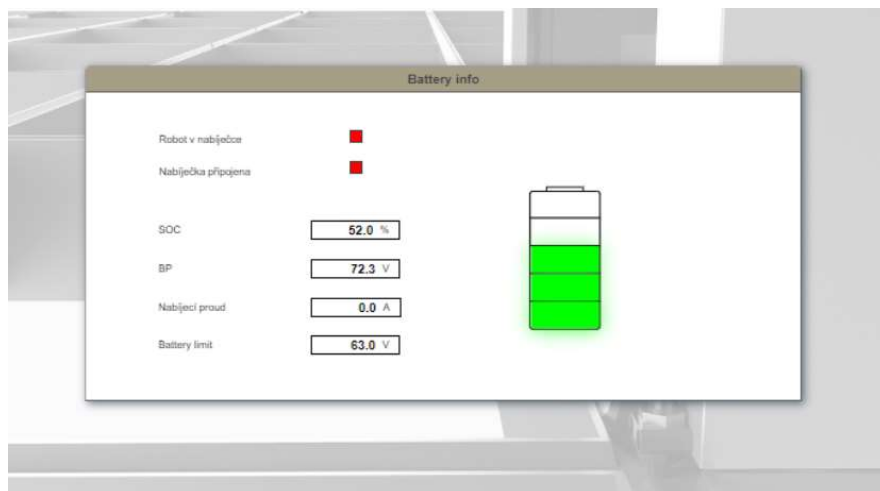 Battery info
Robot v nabíječce
Nabíječka připojena
SOC 52.0 %
BP 72.3 V
Nabíjecí proud 0.0 A
Battery limit 63.0 V